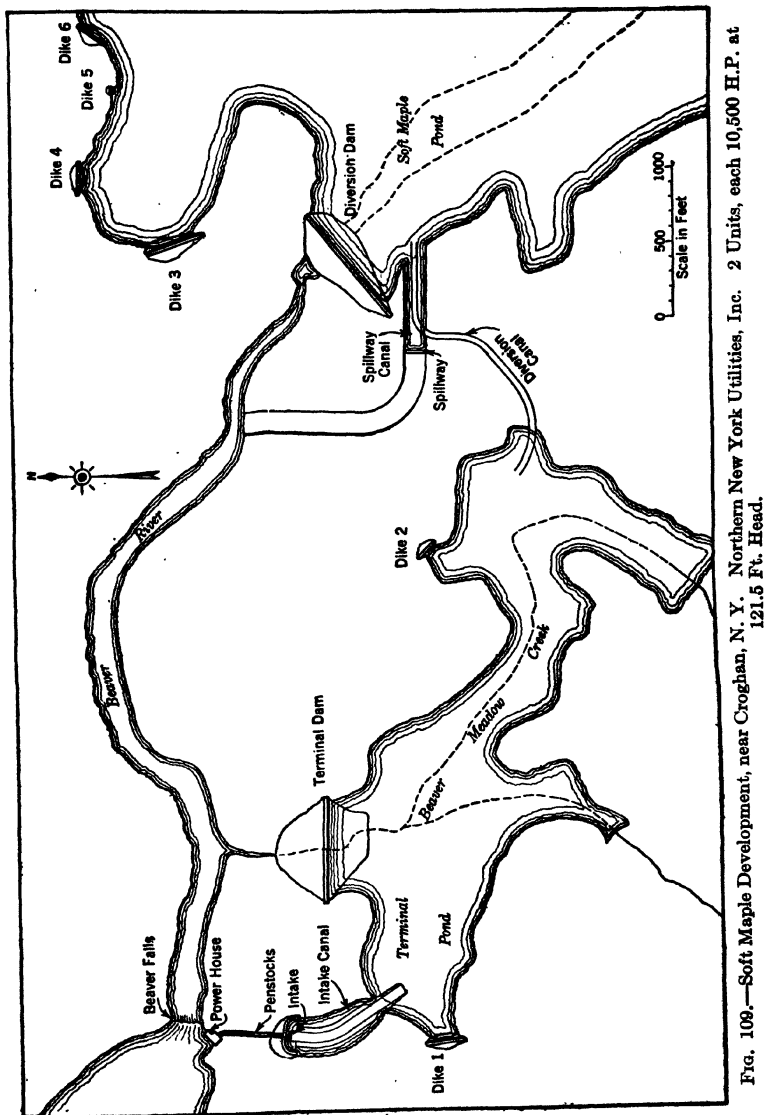 Dike 6
Dike 5
Dike 4
Dike 3
Diversion Dam
Soft Maple
Pond
0 500 1000
Scale in Feet
Spillway
Canal
Spillway
Diversion
Canal
N
River
Beaver
Dike 2
Terminal Dam
Creek
Meadow
Beaver
Terminal
Pond
Beaver Falls
Power House
Penstocks
Intake
Intake Canal
Dike 1
FIG. 109.—Soft Maple Development, near Croghan, N. Y. Northern New York Utilities, Inc. 2 Units, each 10,500 H.P. at
121.5 Ft. Head.